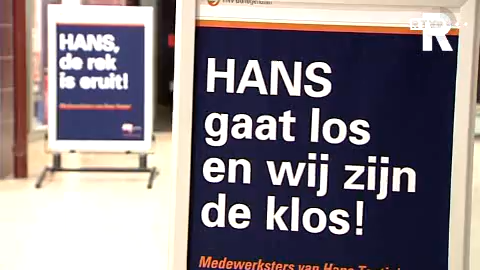 HANS,
de rek
is eruit!
HANS
gaat los
en wij zijn
de klos!
Medewerksters van Hans
R